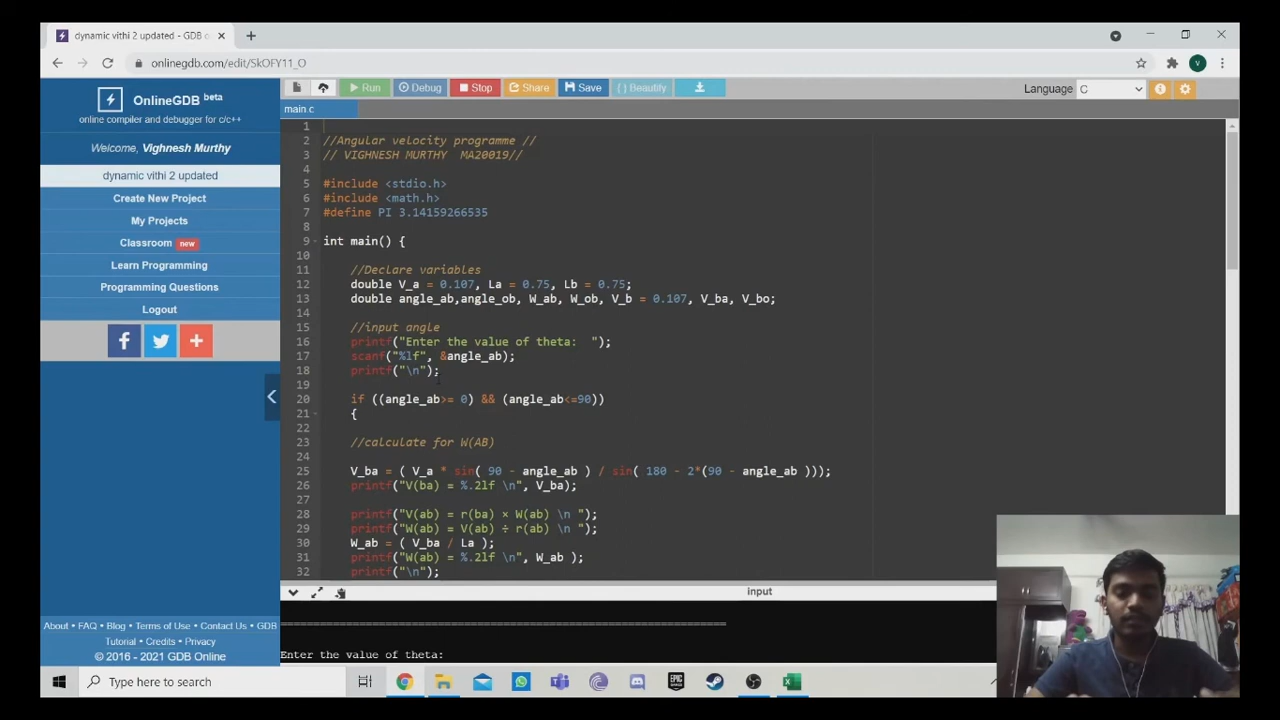 dynamic vithi 2 updated - GDB o
onlinegdb.com/edit/SkOFY11_O
V
OnlineGDB beta
online compiler and debugger for c/c++
Welcome, Vighnesh Murthy
dynamic vithi 2 updated
Create New Project
My Projects
Classroom new
Learn Programming
Programming Questions
Logout
About • FAQ • Blog • Terms of Use • Contact Us • GDB
Tutorial • Credits • Privacy
© 2016 - 2021 GDB Online
Run
Debug
Stop
Share
Save
{ } Beautify
Language C
main.c
1
2 //Angular velocity programme //
3 // VIGHNESH MURTHY MA20019//
4
5 #include <stdio.h>
6 #include <math.h>
7 #define PI 3.14159266535
8
9 int main() {
10
11 //Declare variables
12 double V_a = 0.107, La = 0.75, Lb = 0.75;
13 double angle_ab,angle_ob, W_ab, W_ob, V_b = 0.107, V_ba, V_bo;
14
15 //input angle
16 printf("Enter the value of theta:  ");
17 scanf("%lf", &angle_ab);
18 printf("\n");
19
20 if ((angle_ab>= 0) && (angle_ab<=90))
21 {
22
23 //calculate for W(AB)
24
25 V_ba = ( V_a * sin( 90 - angle_ab ) / sin( 180 - 2*(90 - angle_ab )));
26 printf("V(ba) = %.2lf \n", V_ba);
27
28 printf("V(ab) = r(ba) × W(ab) \n ");
29 printf("W(ab) = V(ab) ÷ r(ab) \n ");
30 W_ab = ( V_ba / La );
31 printf("W(ab) = %.2lf \n", W_ab );
32 printf("\n");
input
Enter the value of theta:
Type here to search